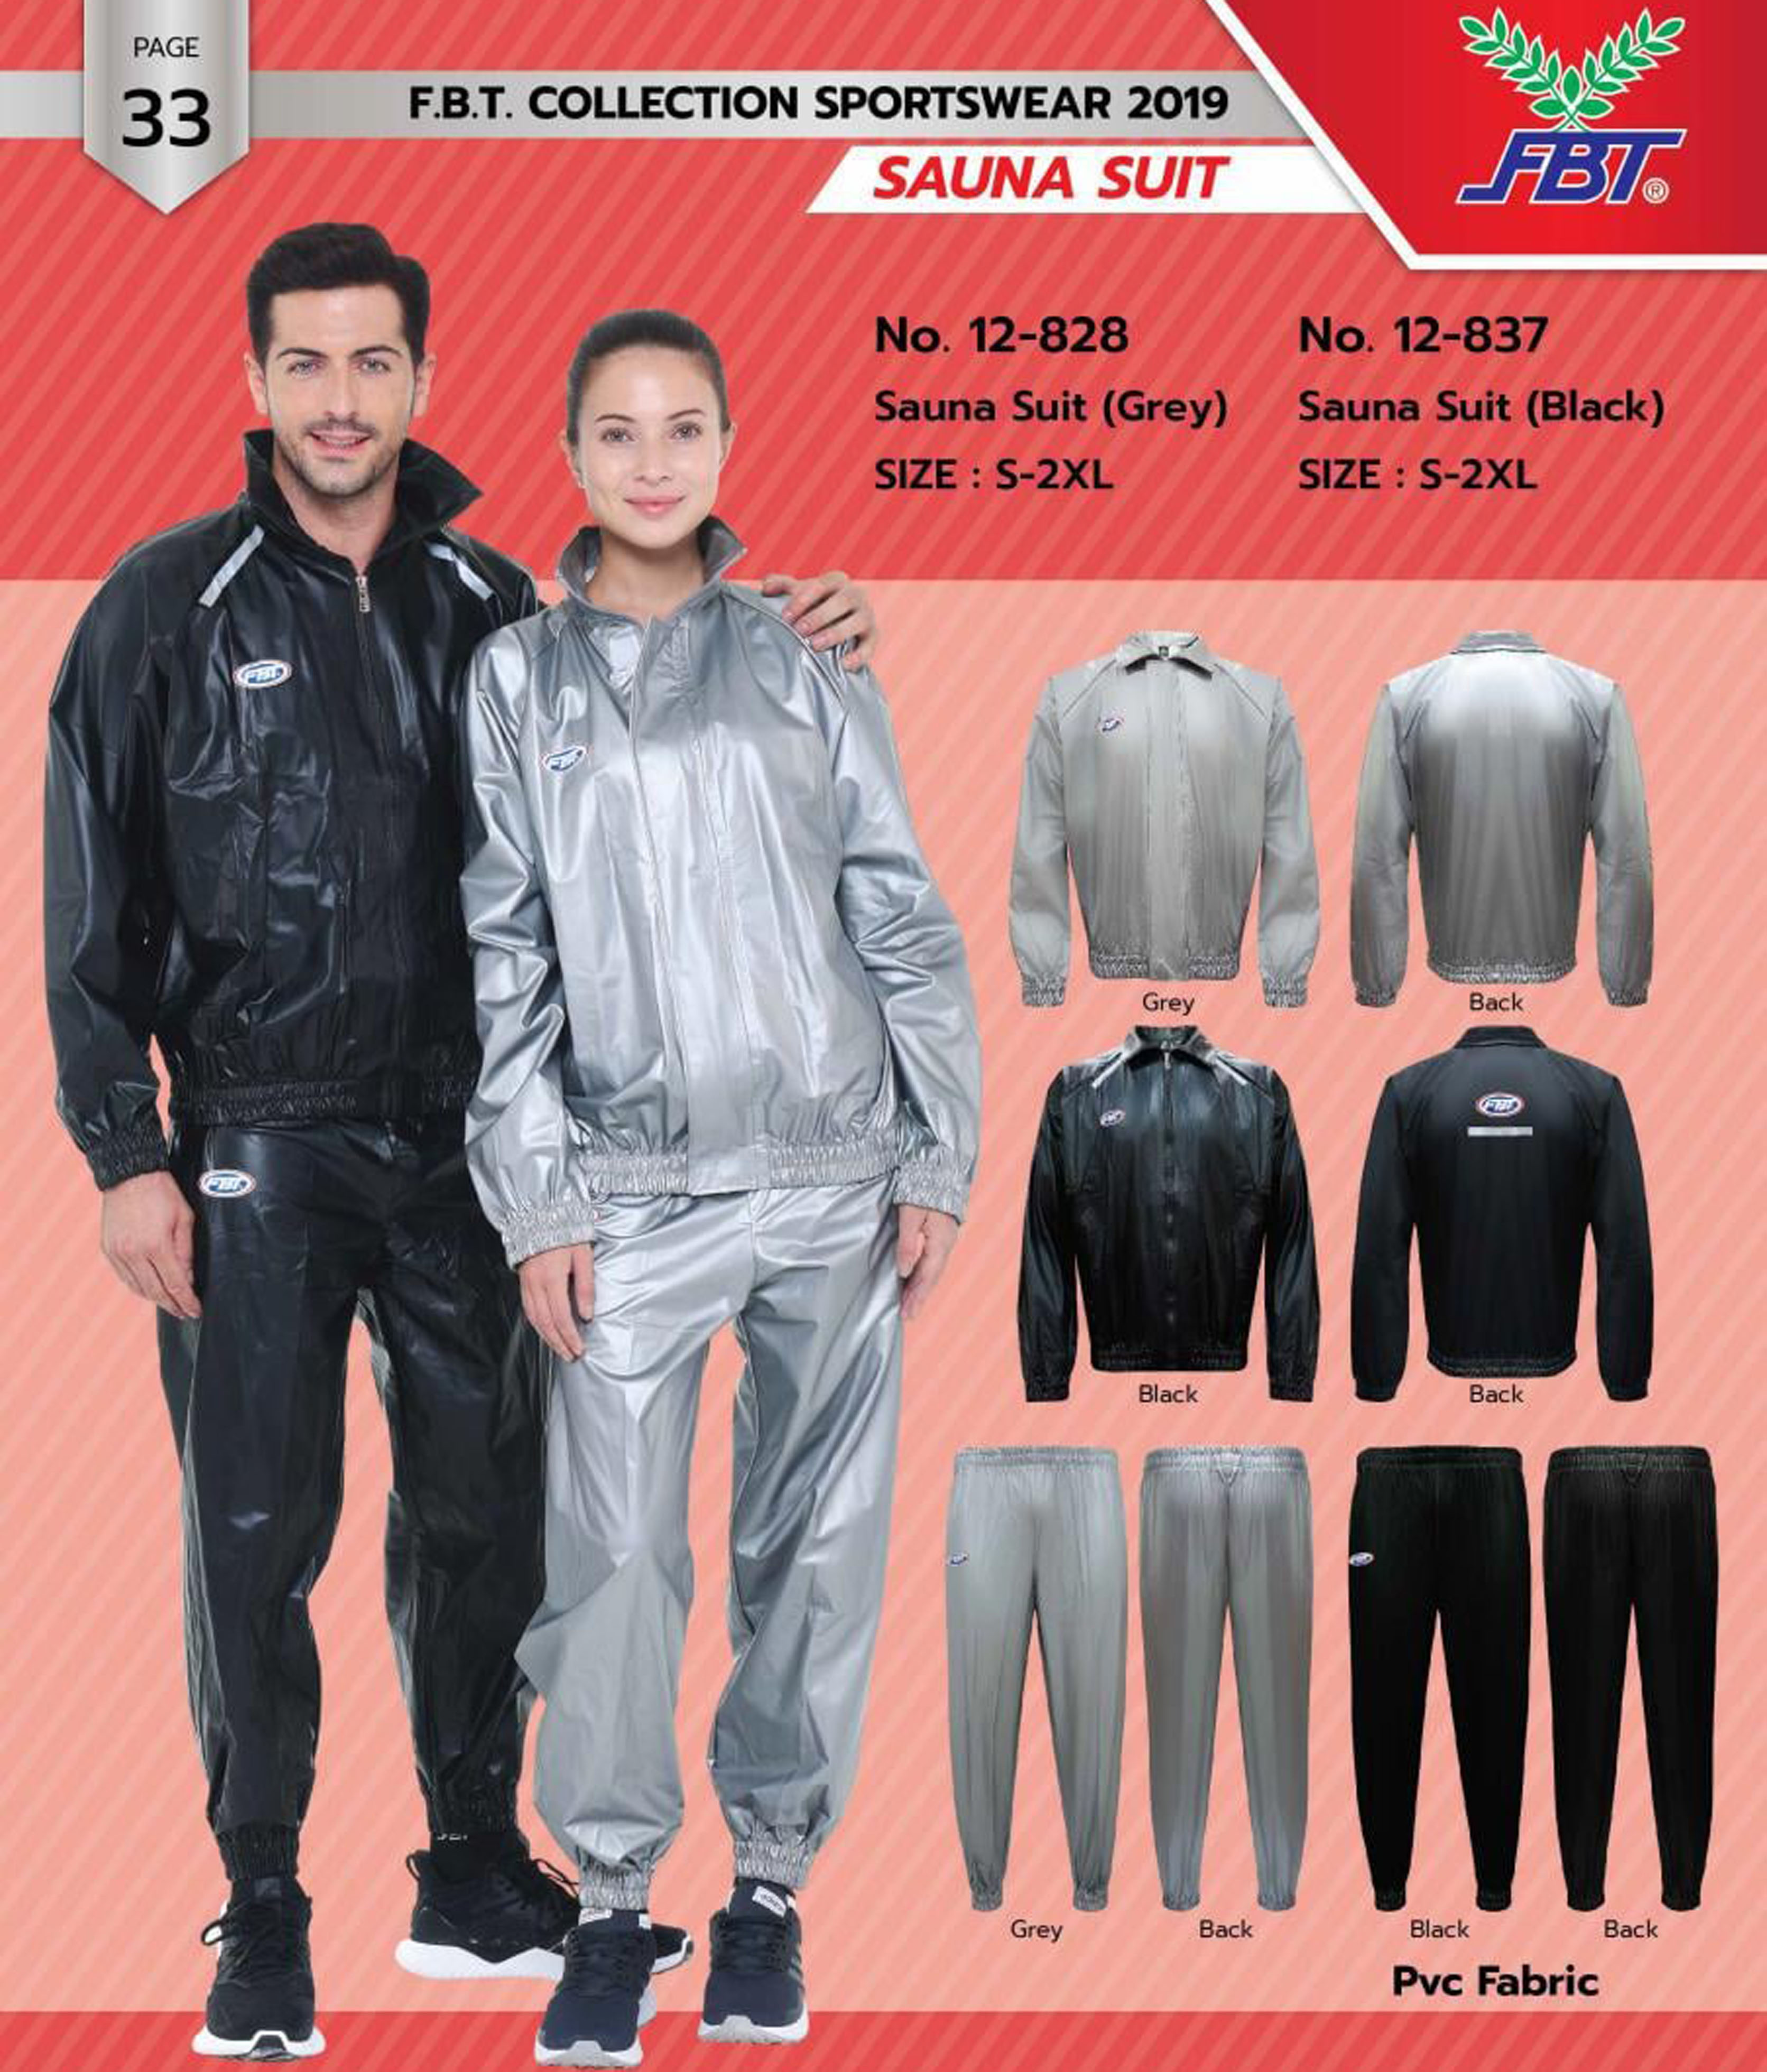 PAGE
33
F.B.T. COLLECTION SPORTSWEAR 2019
SAUNA SUIT
FBT®
No. 12-828
Sauna Suit (Grey)
SIZE : S-2XL
No. 12-837
Sauna Suit (Black)
SIZE : S-2XL
FBT
FBT
FBT
Grey
Back
FBT
Black
Back
Grey
Back
Black
Back
Pvc Fabric